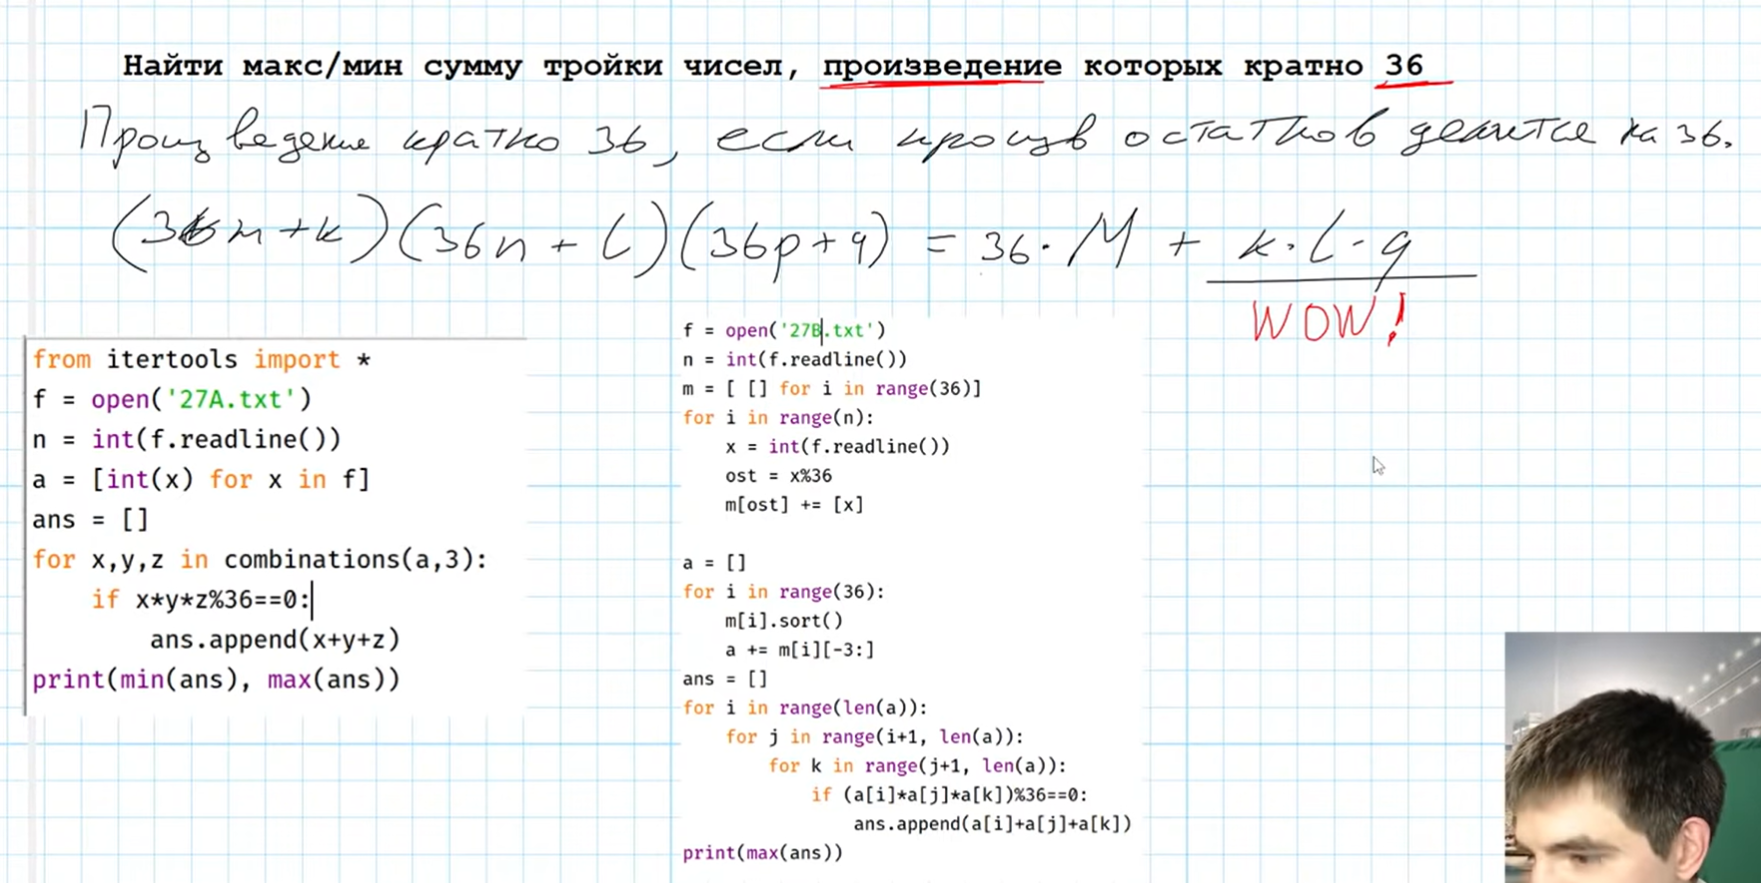 Найти макс/мин сумму тройки чисел, произведение которых кратно 36
Произведение кратно 36, если произв остатков делится на 36.
(36m+k)(36n+l)(36p+q) = 36·M + k·l·q
WOW!
from itertools import *
f = open('27A.txt')
n = int(f.readline())
a = [int(x) for x in f]
ans = []
for x,y,z in combinations(a,3):
    if x*y*z%36==0:
        ans.append(x+y+z)
print(min(ans), max(ans))
f = open('27B.txt')
n = int(f.readline())
m = [ [] for i in range(36)]
for i in range(n):
    x = int(f.readline())
    ost = x%36
    m[ost] += [x]
a = []
for i in range(36):
    m[i].sort()
    a += m[i][-3:]
ans = []
for i in range(len(a)):
    for j in range(i+1, len(a)):
        for k in range(j+1, len(a)):
            if (a[i]*a[j]*a[k])%36==0:
                ans.append(a[i]+a[j]+a[k])
print(max(ans))